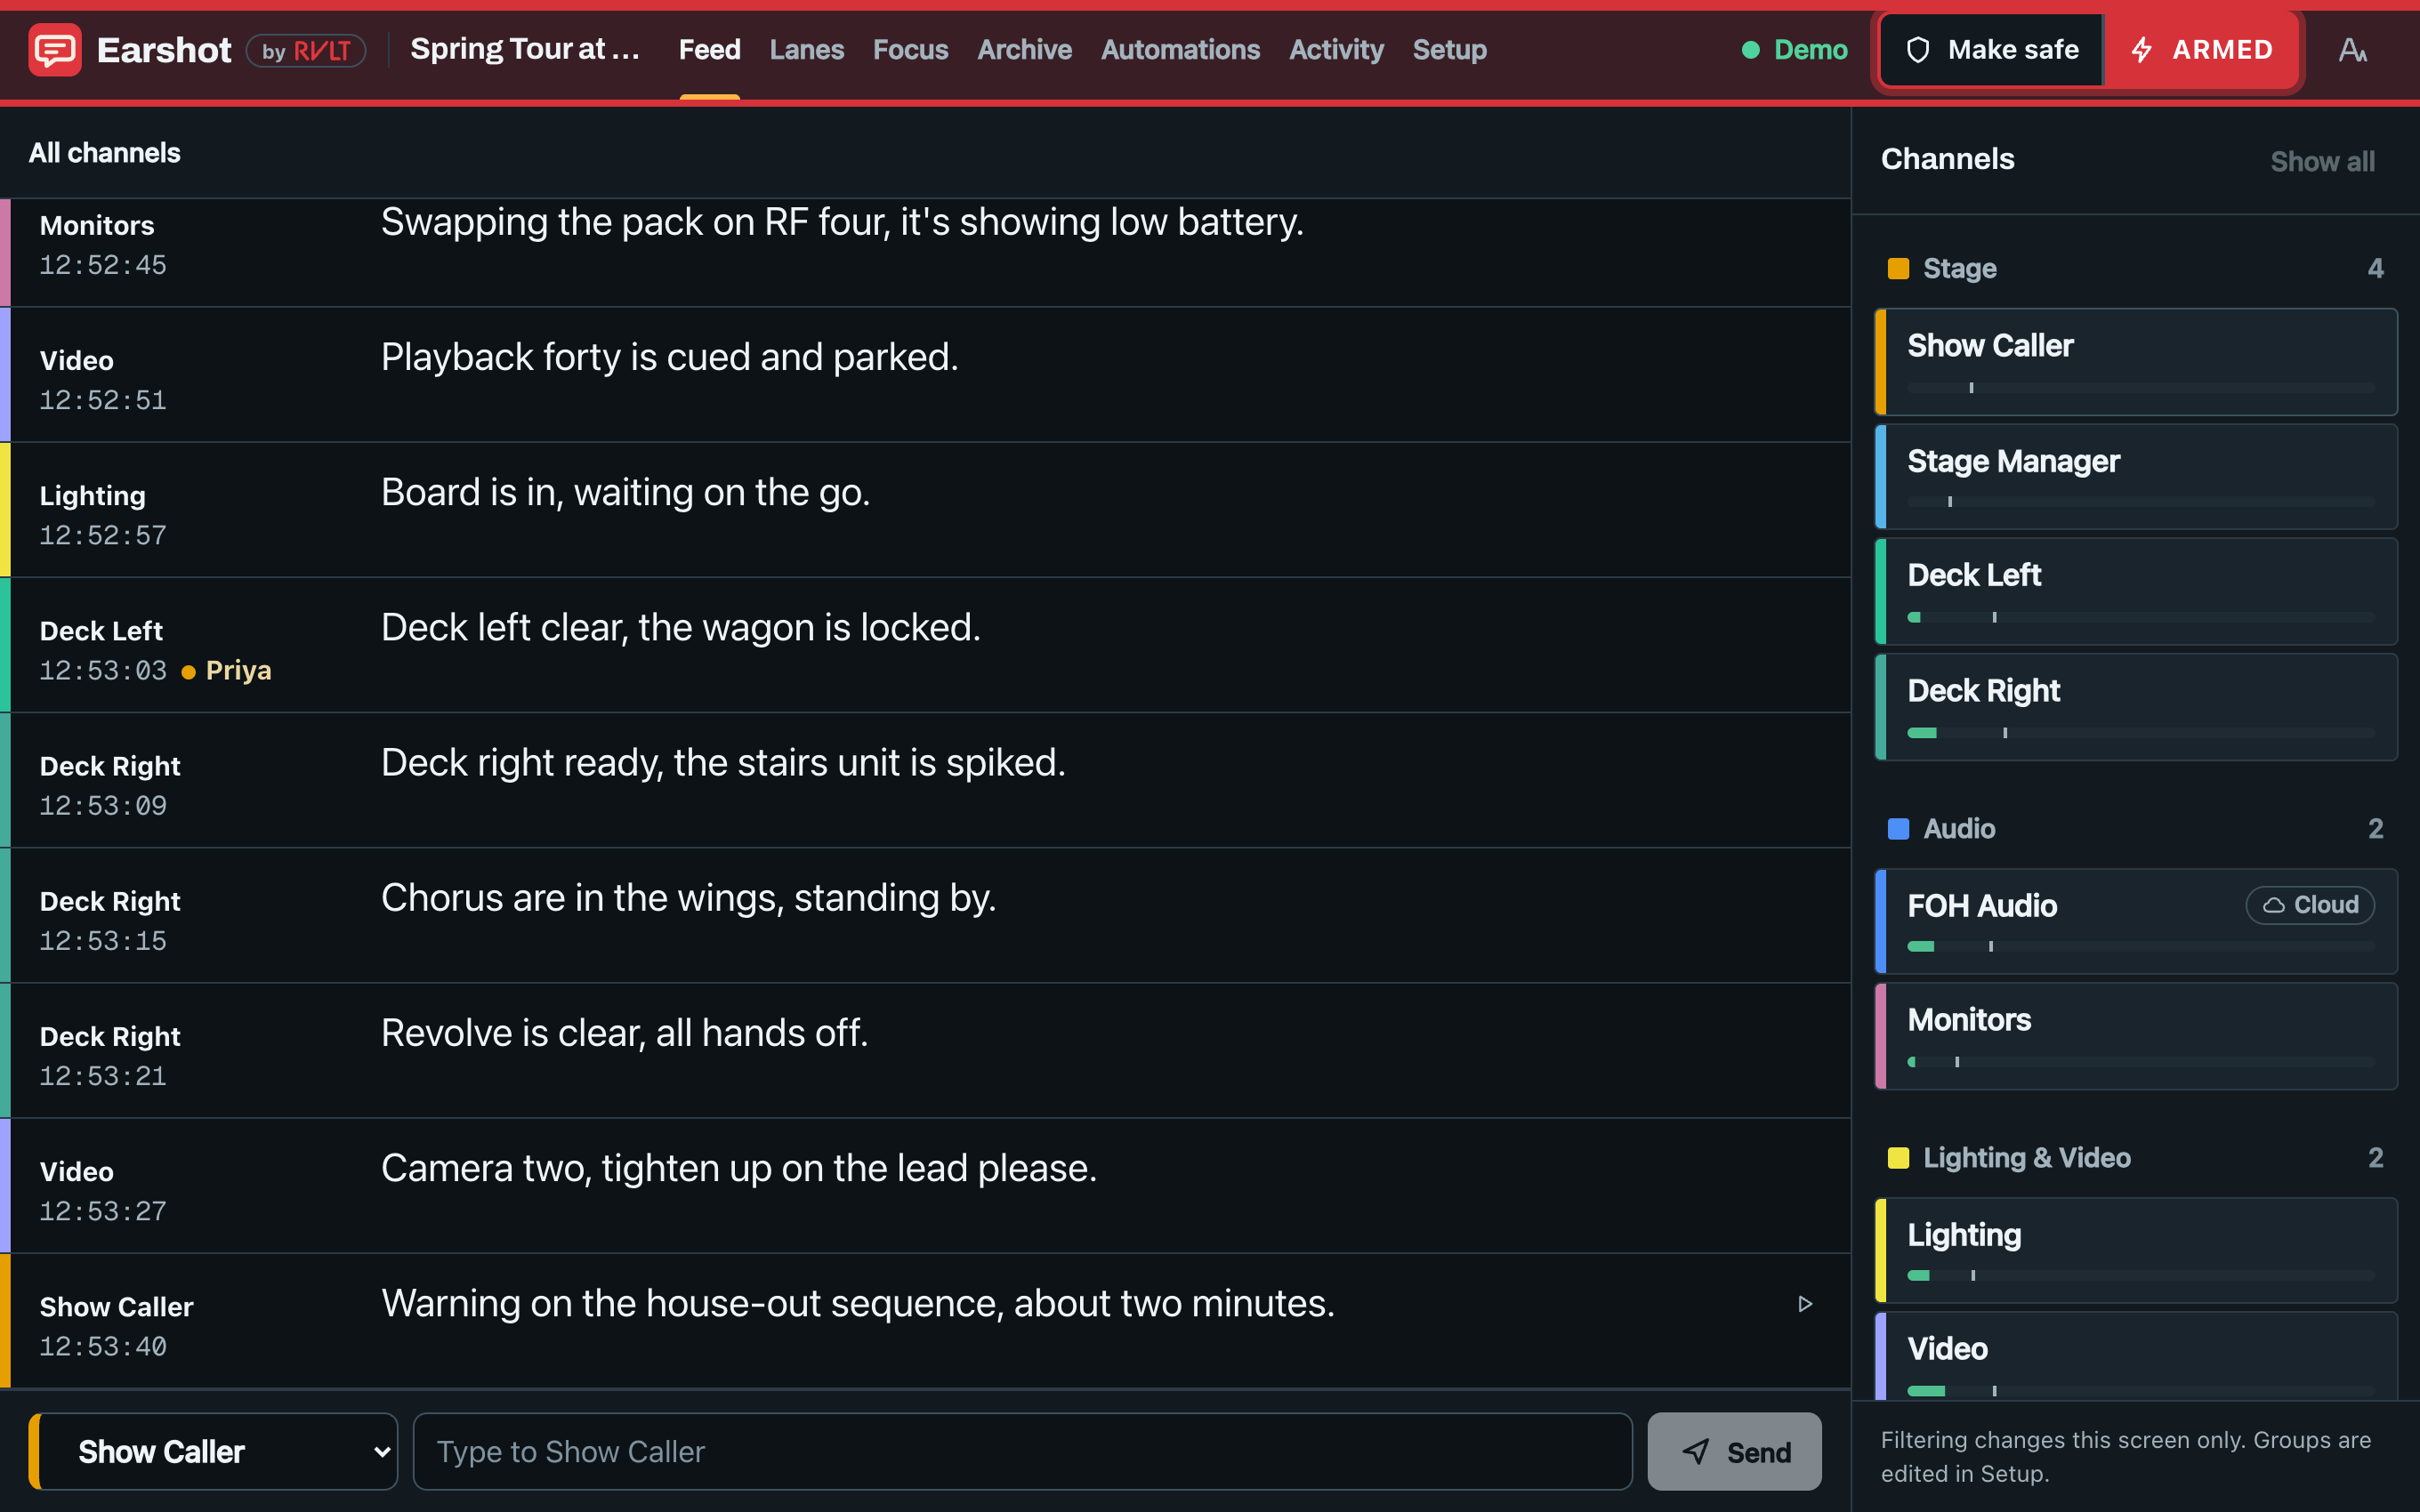 Earshot by RVLT Spring Tour at ... Feed Lanes Focus Archive Automations Activity Setup Demo Make safe ARMED AA
All channels
Monitors Swapping the pack on RF four, it's showing low battery.
12:52:45
Video Playback forty is cued and parked.
12:52:51
Lighting Board is in, waiting on the go.
12:52:57
Deck Left Deck left clear, the wagon is locked.
12:53:03 Priya
Deck Right Deck right ready, the stairs unit is spiked.
12:53:09
Deck Right Chorus are in the wings, standing by.
12:53:15
Deck Right Revolve is clear, all hands off.
12:53:21
Video Camera two, tighten up on the lead please.
12:53:27
Show Caller Warning on the house-out sequence, about two minutes.
12:53:40
Show Caller Type to Show Caller Send
Channels Show all
Stage 4
Show Caller
Stage Manager
Deck Left
Deck Right
Audio 2
FOH Audio Cloud
Monitors
Lighting & Video 2
Lighting
Video
Filtering changes this screen only. Groups are
edited in Setup.